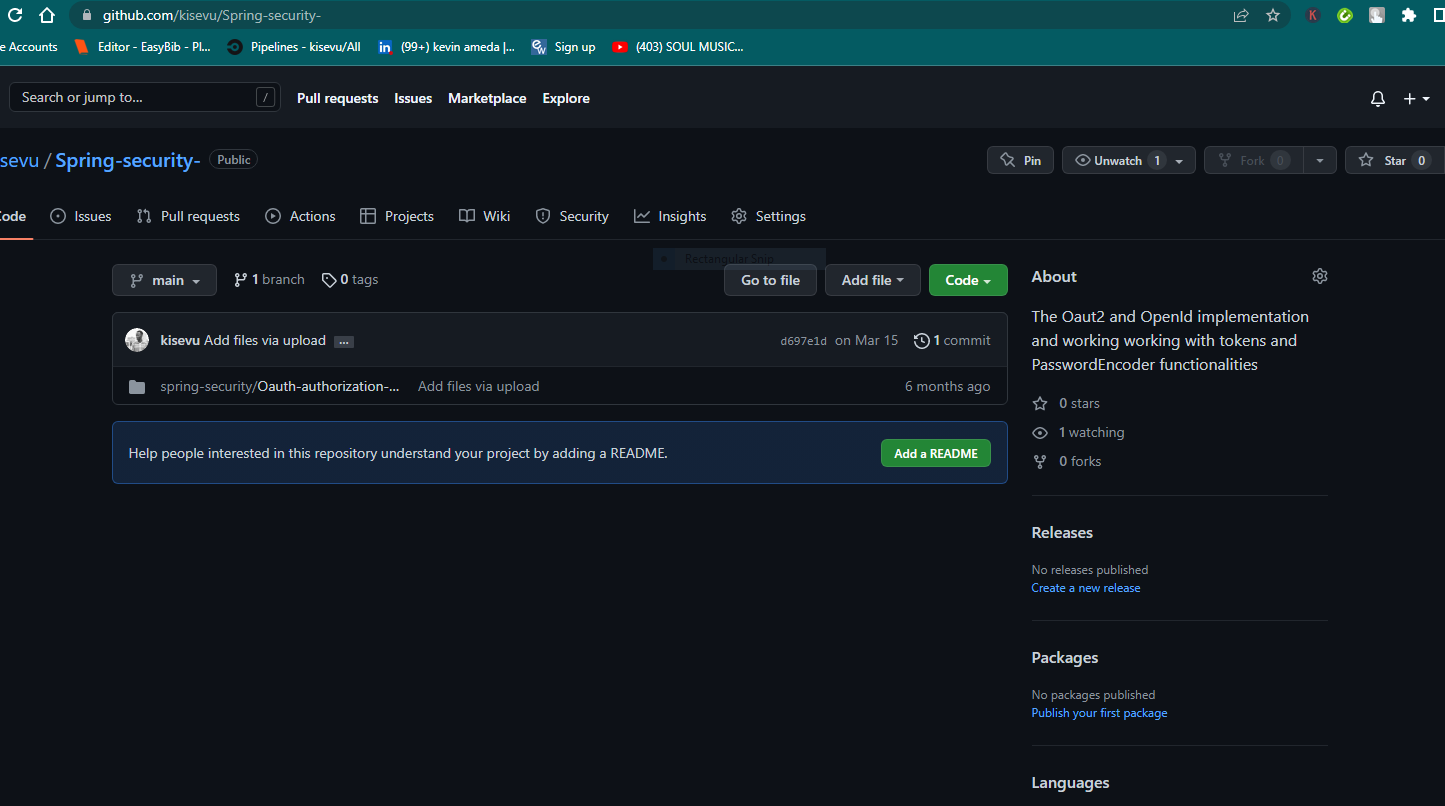 github.com/kisevu/Spring-security-
e Accounts Editor - EasyBib - Pl... Pipelines - kisevu/All (99+) kevin ameda |... Sign up (403) SOUL MUSIC...
Search or jump to... / Pull requests Issues Marketplace Explore
sevu / Spring-security- Public Pin Unwatch 1 Fork 0 Star 0
ode Issues Pull requests Actions Projects Wiki Security Insights Settings
Rectangular Snip
main 1 branch 0 tags Go to file Add file Code
kisevu Add files via upload ... d697e1d on Mar 15 1 commit
spring-security/Oauth-authorization-... Add files via upload 6 months ago
Help people interested in this repository understand your project by adding a README. Add a README
About
The Oaut2 and OpenId implementation
and working working with tokens and
PasswordEncoder functionalities
0 stars
1 watching
0 forks
Releases
No releases published
Create a new release
Packages
No packages published
Publish your first package
Languages